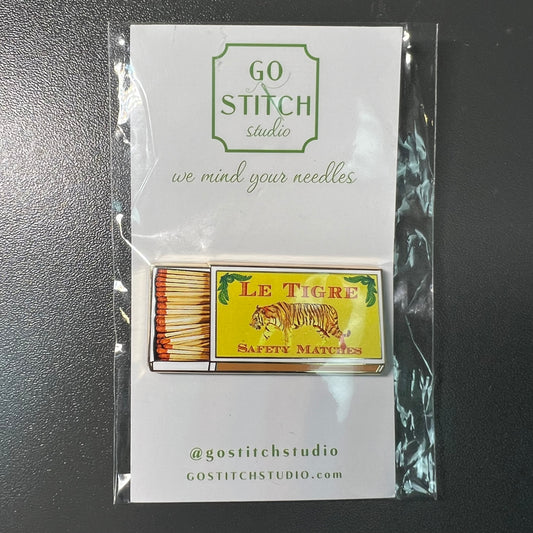 GO
STITCH
studio
we mind your needles
LE TIGRE
SAFETY MATCHES
@gostitchstudio
GOSTITCHSTUDIO.com